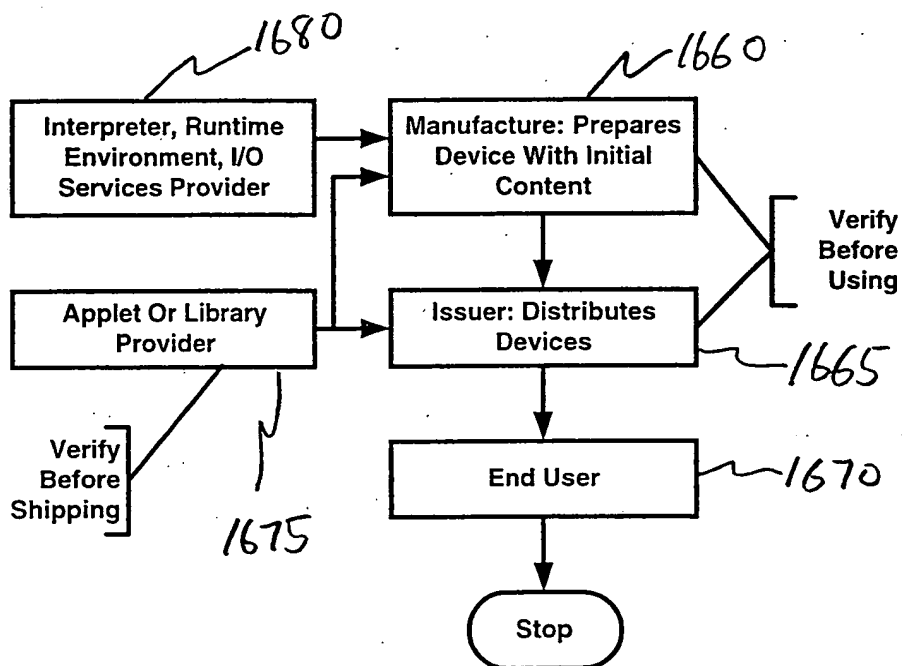 1680
1660
Interpreter, Runtime
Environment, I/O
Services Provider
Manufacture: Prepares
Device With Initial
Content
Verify
Before
Using
Applet Or Library
Provider
Issuer: Distributes
Devices
1665
Verify
Before
Shipping
1675
End User
1670
Stop